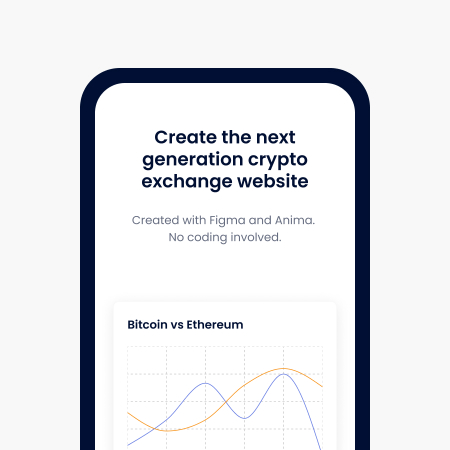 Create the next
generation crypto
exchange website
Created with Figma and Anima.
No coding involved.
Bitcoin vs Ethereum